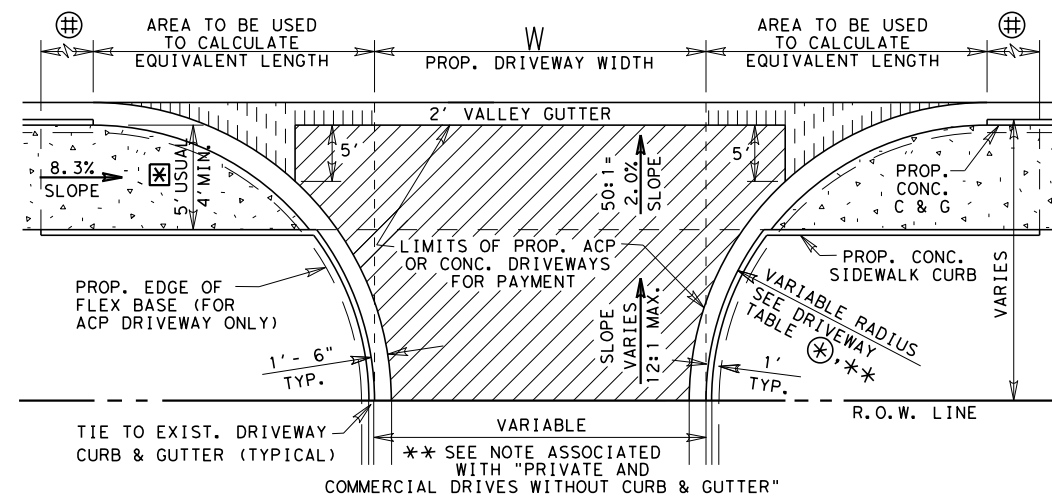 #
AREA TO BE USED
TO CALCULATE
EQUIVALENT LENGTH
W
PROP. DRIVEWAY WIDTH
AREA TO BE USED
TO CALCULATE
EQUIVALENT LENGTH
#
2' VALLEY GUTTER
8.3%
SLOPE
*
5' USUAL
4' MIN.
5'
50:1=
2.0%
SLOPE
5'
PROP.
CONC.
C & G
LIMITS OF PROP. ACP
OR CONC. DRIVEWAYS
FOR PAYMENT
PROP. CONC.
SIDEWALK CURB
VARIES
PROP. EDGE OF
FLEX BASE (FOR
ACP DRIVEWAY ONLY)
SLOPE
VARIES
12:1 MAX.
VARIABLE RADIUS
SEE DRIVEWAY
TABLE *,**
1'-6"
TYP.
1'
TYP.
R.O.W. LINE
TIE TO EXIST. DRIVEWAY
CURB & GUTTER (TYPICAL)
VARIABLE
** SEE NOTE ASSOCIATED
WITH "PRIVATE AND
COMMERCIAL DRIVES WITHOUT CURB & GUTTER"